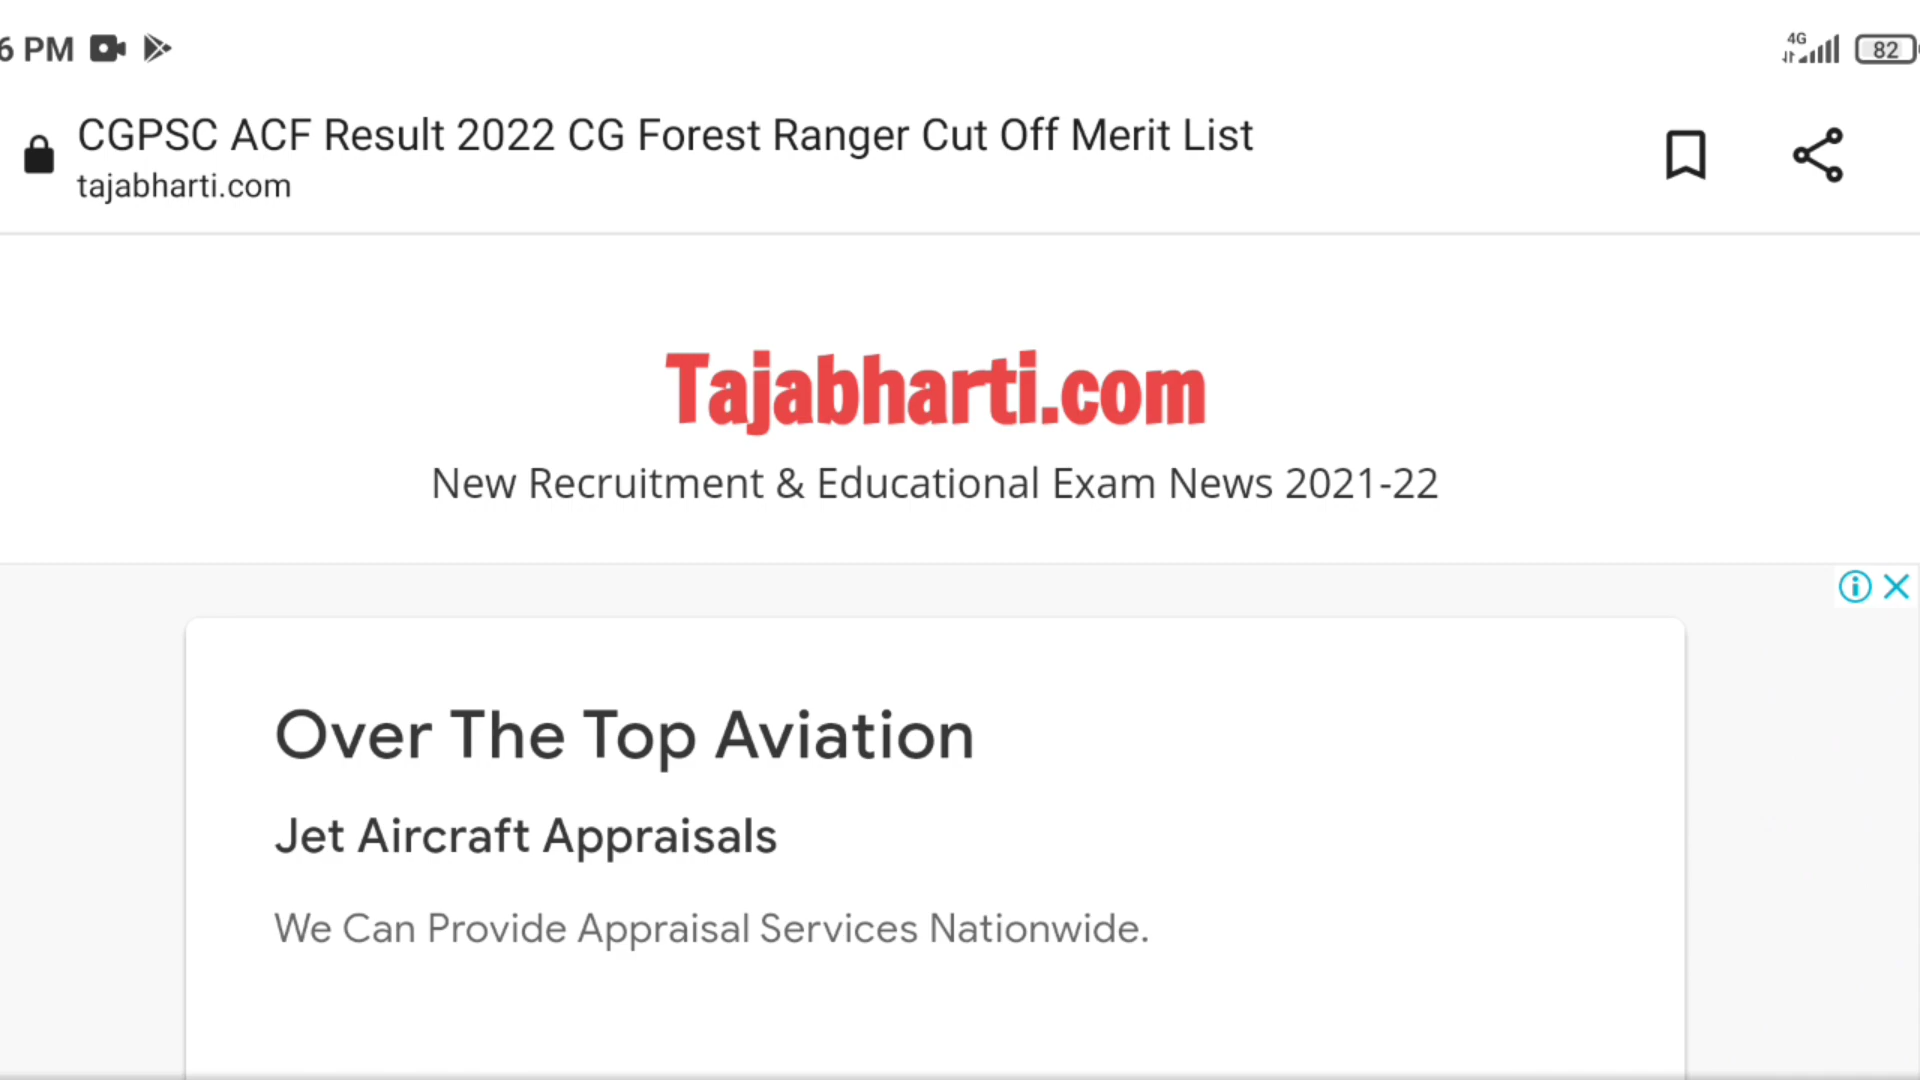 6 PM
4G
82
CGPSC ACF Result 2022 CG Forest Ranger Cut Off Merit List
tajabharti.com
Tajabharti.com
New Recruitment & Educational Exam News 2021-22
Over The Top Aviation
Jet Aircraft Appraisals
We Can Provide Appraisal Services Nationwide.